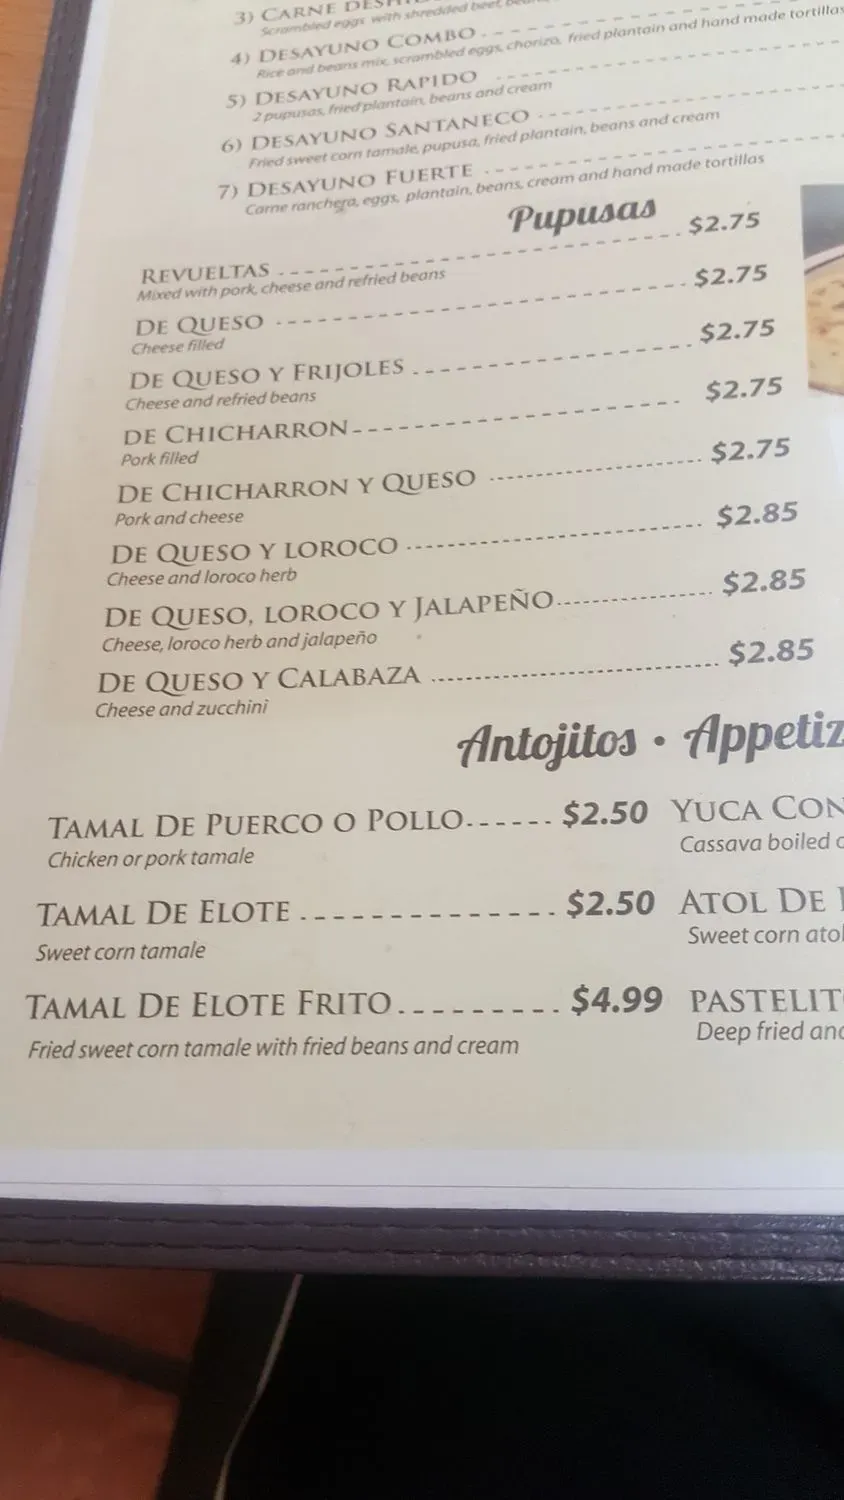 3) CARNE
Scrambled eggs with shredded beef,
4) DESAYUNO COMBO
Rice and beans mix, scrambled eggs, chorizo, fried plantain and hand made tortillas
5) DESAYUNO RAPIDO
2 pupusas, fried plantain, beans and cream
6) DESAYUNO SANTANECO
Fried sweet corn tamale, pupusa, fried plantain, beans and cream
7) DESAYUNO FUERTE
Carne ranchera, eggs, plantain, beans, cream and hand made tortillas
Pupusas
REVUELTAS $2.75
Mixed with pork, cheese and refried beans
DE QUESO $2.75
Cheese filled
DE QUESO Y FRIJOLES $2.75
Cheese and refried beans
DE CHICHARRON $2.75
Pork filled
DE CHICHARRON Y QUESO $2.75
Pork and cheese
DE QUESO Y LOROCO $2.85
Cheese and loroco herb
DE QUESO, LOROCO Y JALAPEÑO $2.85
Cheese, loroco herb and jalapeño
DE QUESO Y CALABAZA $2.85
Cheese and zucchini
Antojitos • Appetiz
TAMAL DE PUERCO O POLLO $2.50
Chicken or pork tamale
TAMAL DE ELOTE $2.50
Sweet corn tamale
TAMAL DE ELOTE FRITO $4.99
Fried sweet corn tamale with fried beans and cream
YUCA CON
Cassava boiled
ATOL DE
Sweet corn atol
PASTELIT
Deep fried and